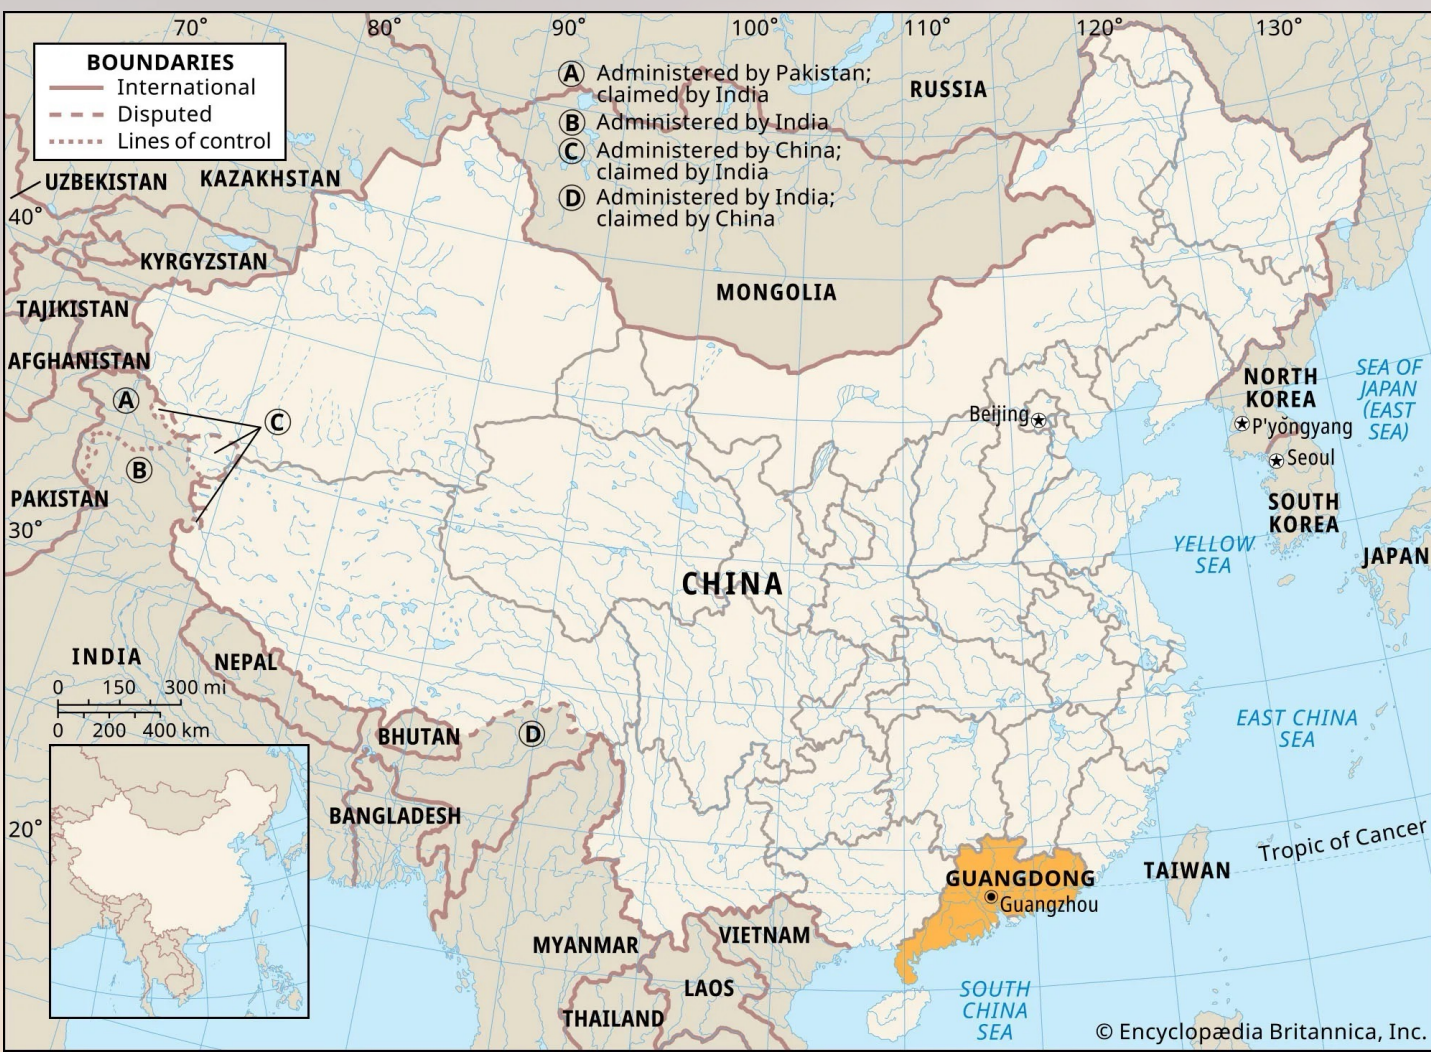 70°
80°
90°
100°
110°
120°
130°
BOUNDARIES
International
Disputed
Lines of control
Ⓐ Administered by Pakistan;
claimed by India
Ⓑ Administered by India
Ⓒ Administered by China;
claimed by India
Ⓓ Administered by India;
claimed by China
RUSSIA
UZBEKISTAN
KAZAKHSTAN
40°
KYRGYZSTAN
MONGOLIA
TAJIKISTAN
AFGHANISTAN
Ⓐ
Ⓒ
Ⓑ
PAKISTAN
30°
Beijing
NORTH
KOREA
P'yŏngyang
Seoul
SOUTH
KOREA
SEA OF
JAPAN
(EAST
SEA)
YELLOW
SEA
JAPAN
CHINA
INDIA
NEPAL
0 150 300 mi
0 200 400 km
BHUTAN
Ⓓ
EAST CHINA
SEA
BANGLADESH
20°
Tropic of Cancer
TAIWAN
GUANGDONG
Guangzhou
MYANMAR
VIETNAM
LAOS
THAILAND
SOUTH
CHINA
SEA
© Encyclopædia Britannica, Inc.